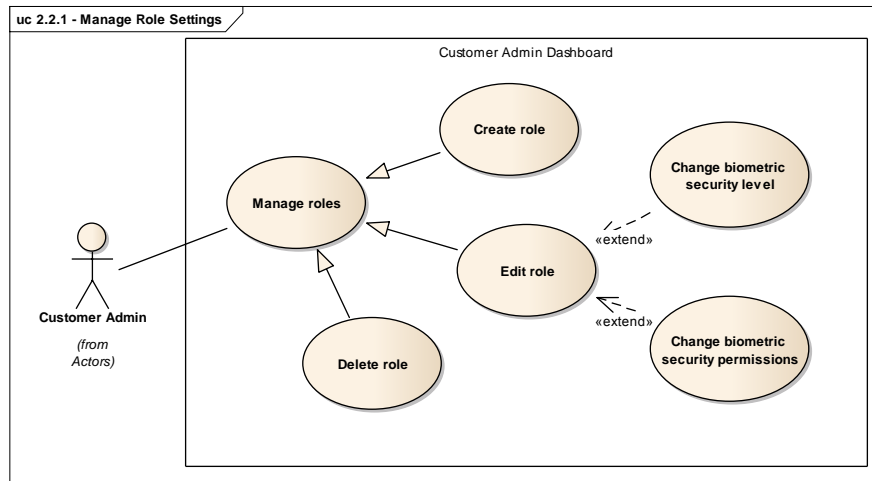 uc 2.2.1 - Manage Role Settings
Customer Admin Dashboard
Create role
Change biometric
security level
Manage roles
«extend»
Edit role
Customer Admin
(from
Actors)
«extend»
Change biometric
security permissions
Delete role